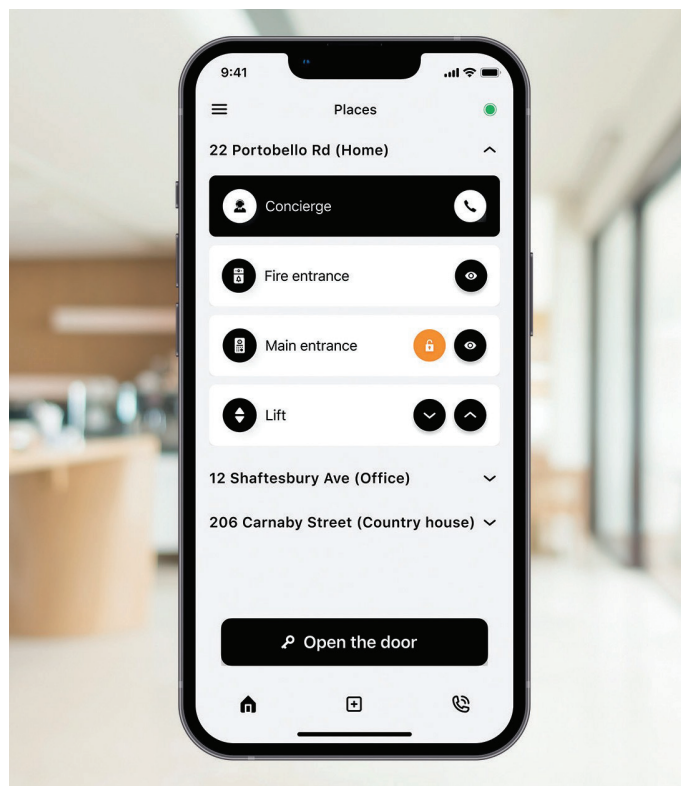 9:41
Places
22 Portobello Rd (Home)
Concierge
Fire entrance
Main entrance
Lift
12 Shaftesbury Ave (Office)
206 Carnaby Street (Country house)
Open the door